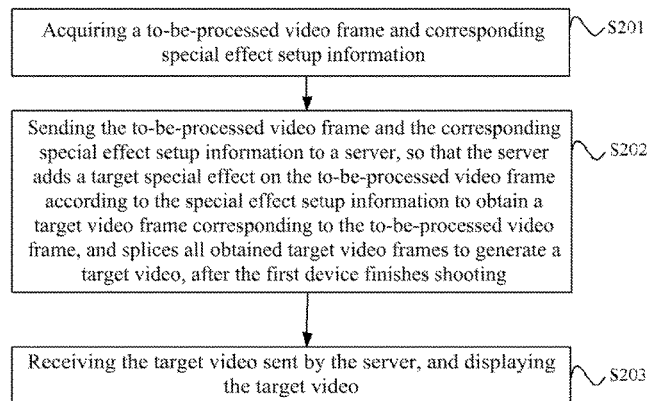 Acquiring a to-be-processed video frame and corresponding
special effect setup information
S201
Sending the to-be-processed video frame and the corresponding
special effect setup information to a server, so that the server
adds a target special effect on the to-be-processed video frame
according to the special effect setup information to obtain a
target video frame corresponding to the to-be-processed video
frame, and splices all obtained target video frames to generate a
target video, after the first device finishes shooting
S202
Receiving the target video sent by the server, and displaying
the target video
S203